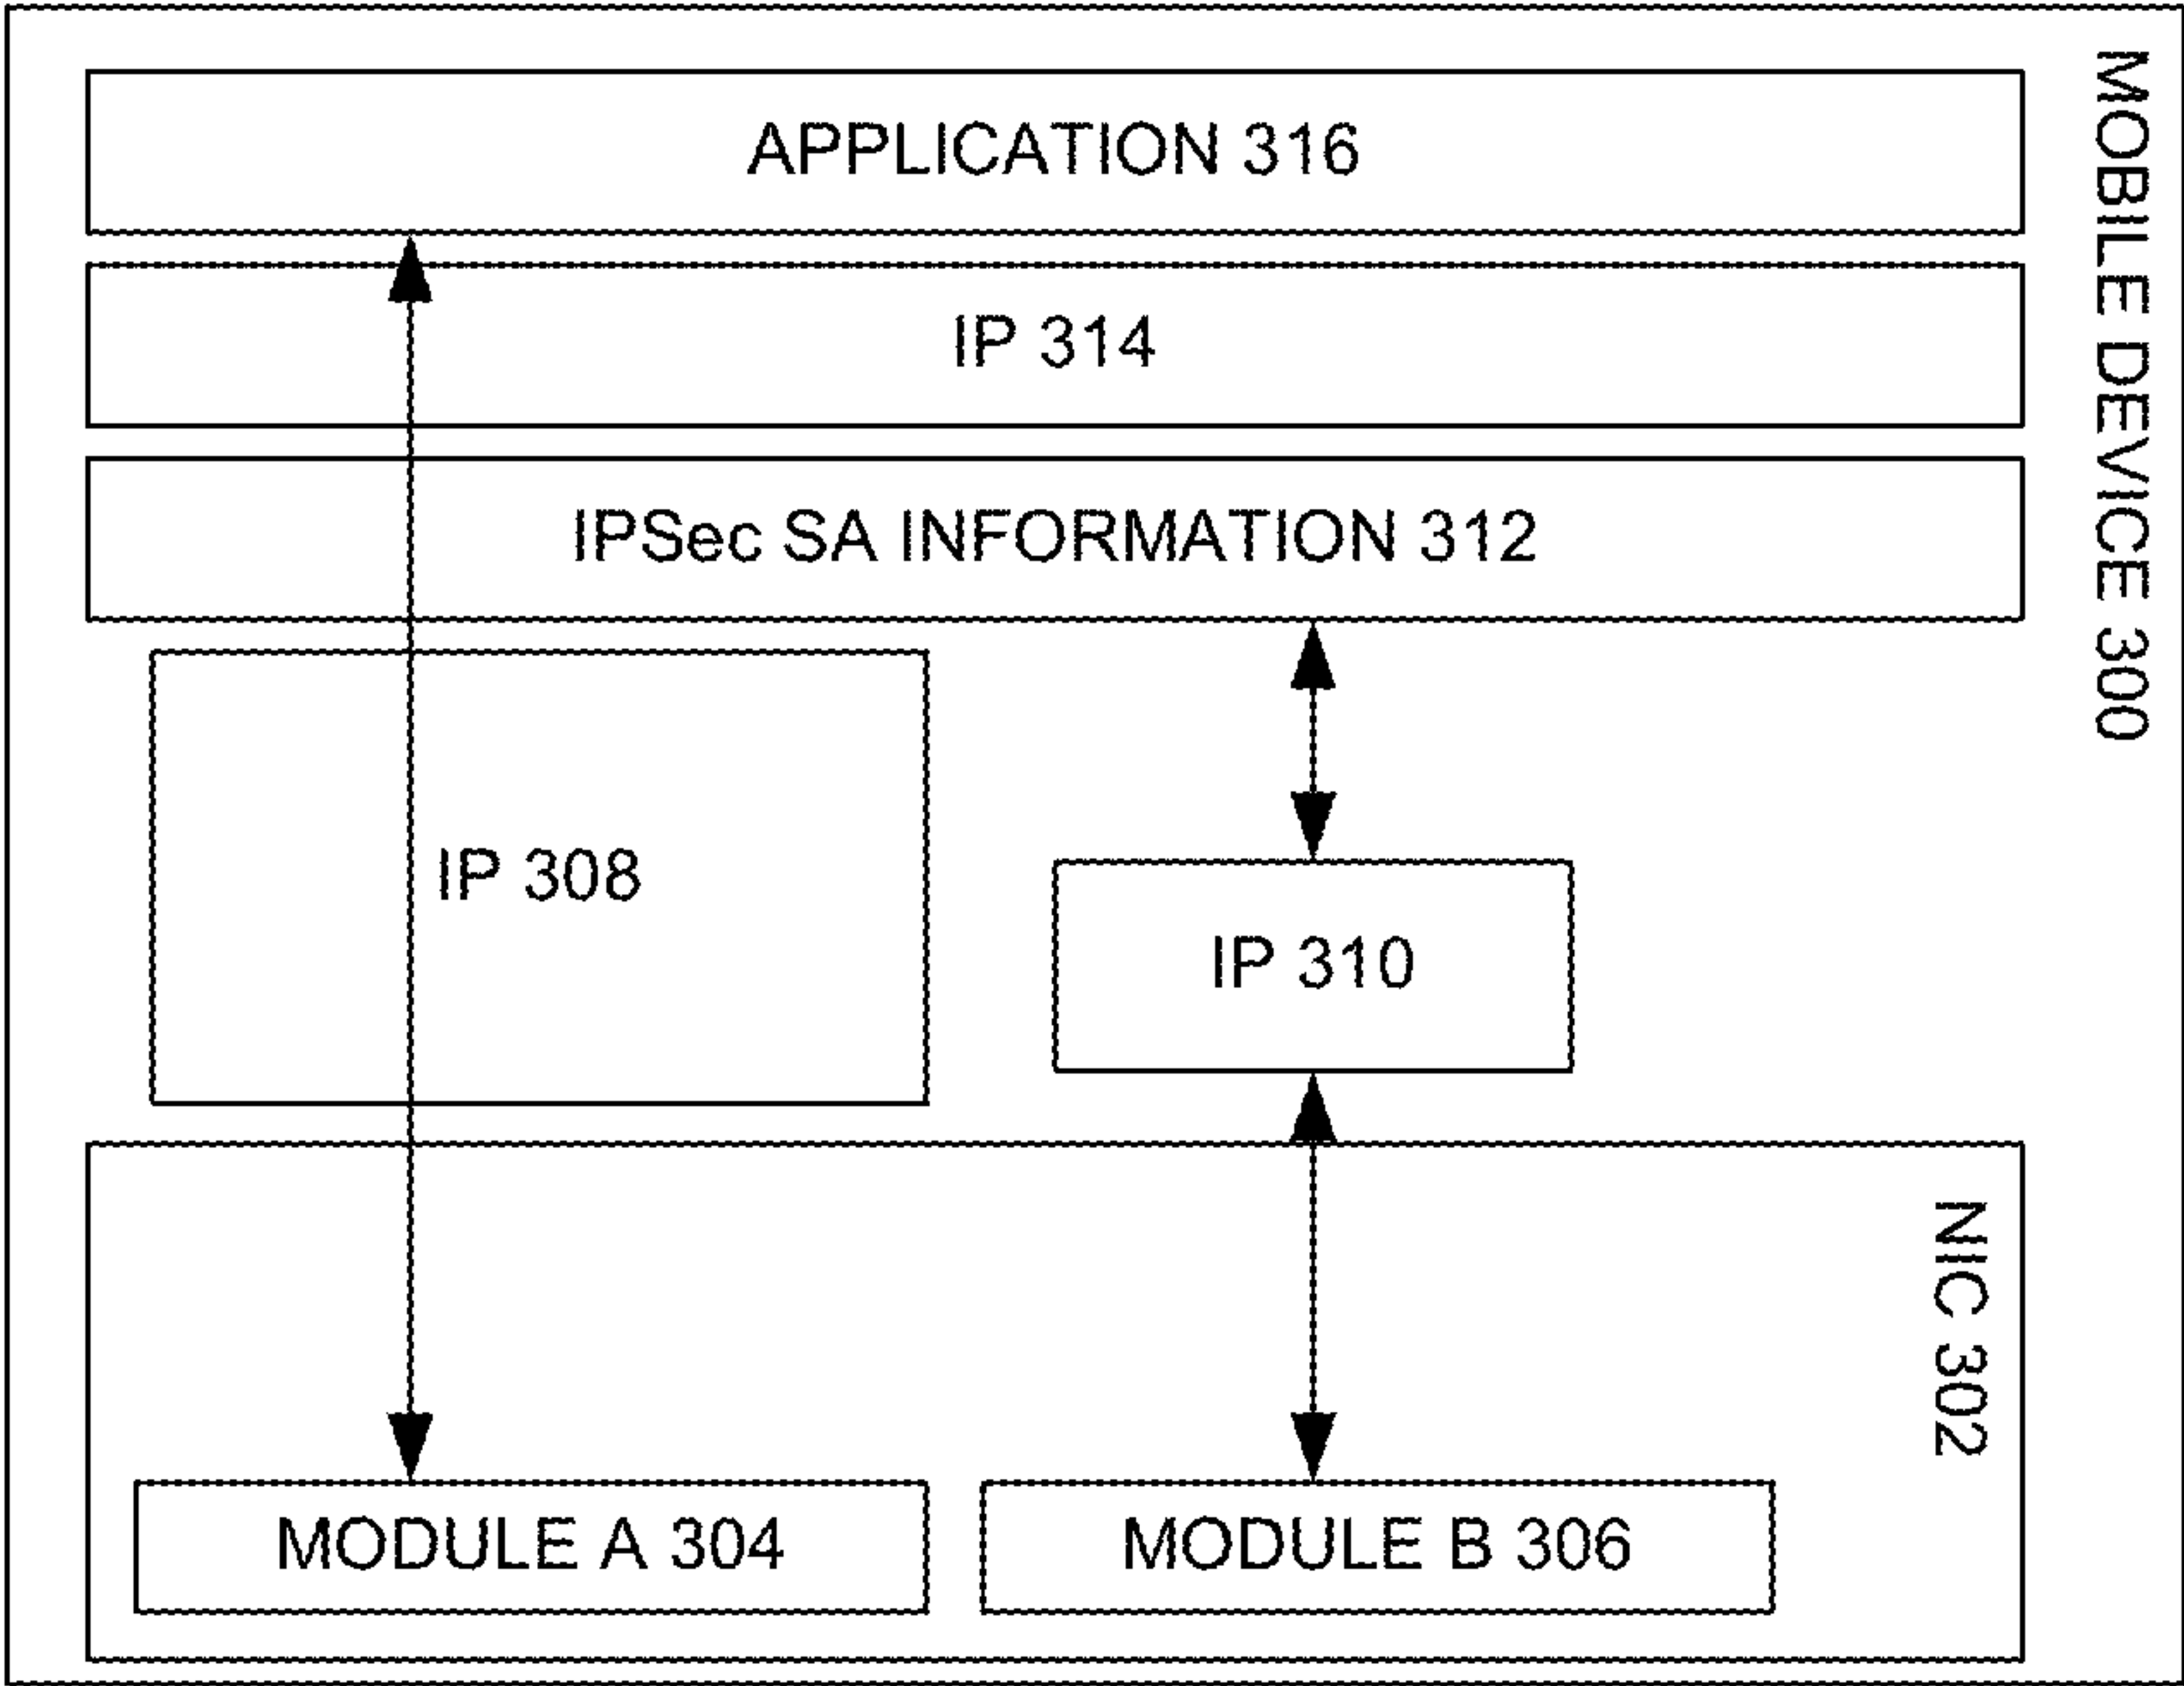 MOBILE DEVICE 300
APPLICATION 316
IP 314
IPSec SA INFORMATION 312
IP 308
IP 310
NIC 302
MODULE A 304
MODULE B 306